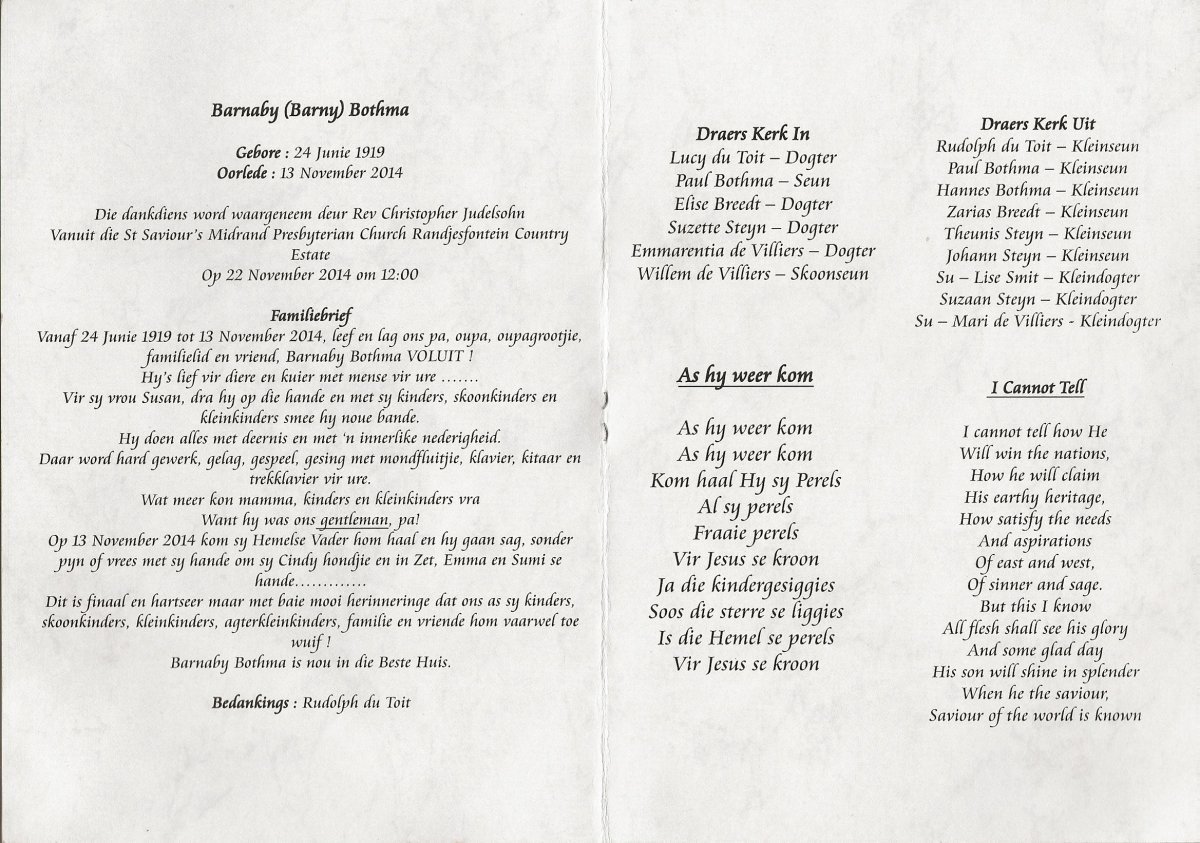 Barnaby (Barny) Bothma
Gebore : 24 Junie 1919
Oorlede : 13 November 2014
Die dankdiens word waargeneem deur Rev Christopher Judelsohn
Vanuit die St Saviour's Midrand Presbyterian Church Randjesfontein Country
Estate
Op 22 November 2014 om 12:00
Familiebrief
Vanaf 24 Junie 1919 tot 13 November 2014, leef en lag ons pa, oupa, oupagrootjie,
familielid en vriend, Barnaby Bothma VOLUIT !
Hy's lief vir diere en kuier met mense vir ure …….
Vir sy vrou Susan, dra hy op die hande en met sy kinders, skoonkinders en
kleinkinders smee hy noue bande.
Hy doen alles met deernis en met 'n innerlike nederigheid.
Daar word hard gewerk, gelag, gespeel, gesing met mondfluitjie, klavier, kitaar en
trekklavier vir ure.
Wat meer kon mamma, kinders en kleinkinders vra
Want hy was ons gentleman, pa!
Op 13 November 2014 kom sy Hemelse Vader hom haal en hy gaan sag, sonder
pyn of vrees met sy hande om sy Cindy hondjie en in Zet, Emma en Sumi se
hande………….
Dit is finaal en hartseer maar met baie mooi herinneringe dat ons as sy kinders,
skoonkinders, kleinkinders, agterkleinkinders, familie en vriende hom vaarwel toe
wuif !
Barnaby Bothma is nou in die Beste Huis.
Bedankings : Rudolph du Toit
Draers Kerk In
Lucy du Toit – Dogter
Paul Bothma – Seun
Elise Breedt – Dogter
Suzette Steyn – Dogter
Emmarentia de Villiers – Dogter
Willem de Villiers – Skoonseun
Draers Kerk Uit
Rudolph du Toit – Kleinseun
Paul Bothma – Kleinseun
Hannes Bothma – Kleinseun
Zarias Breedt – Kleinseun
Theunis Steyn – Kleinseun
Johann Steyn – Kleinseun
Su – Lise Smit – Kleindogter
Suzaan Steyn – Kleindogter
Su – Mari de Villiers - Kleindogter
As hy weer kom
As hy weer kom
As hy weer kom
Kom haal Hy sy Perels
Al sy perels
Fraaie perels
Vir Jesus se kroon
Ja die kindergesiggies
Soos die sterre se liggies
Is die Hemel se perels
Vir Jesus se kroon
I Cannot Tell
I cannot tell how He
Will win the nations,
How he will claim
His earthy heritage,
How satisfy the needs
And aspirations
Of east and west,
Of sinner and sage.
But this I know
All flesh shall see his glory
And some glad day
His son will shine in splender
When he the saviour,
Saviour of the world is known